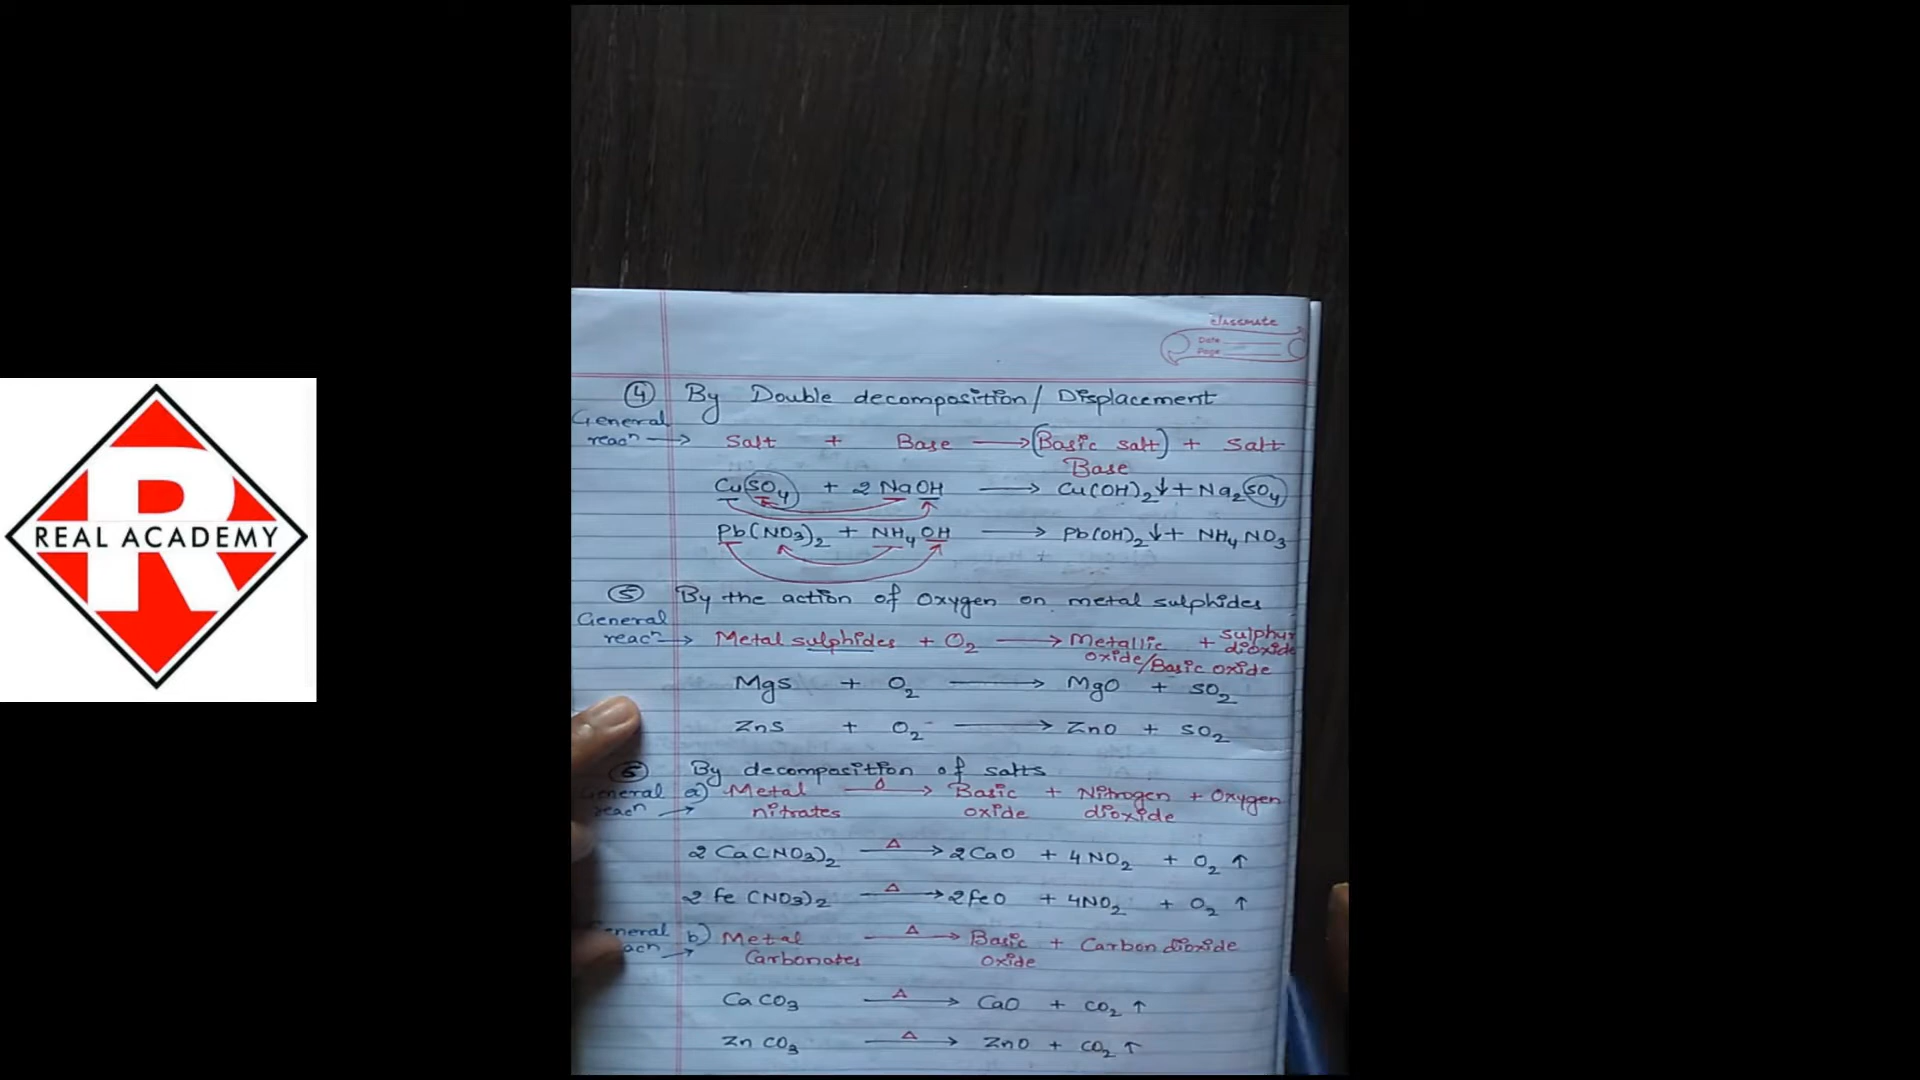 REAL ACADEMY
classmate
Date
Page
④ By Double decomposition / Displacement
General reacⁿ → Salt + Base → (Basic salt) + Salt
Base
CuSO₄ + 2 NaOH → Cu(OH)₂↓ + Na₂SO₄
Pb(NO₃)₂ + NH₄OH → Pb(OH)₂↓ + NH₄NO₃
⑤ By the action of Oxygen on metal sulphides
General reacⁿ → Metal sulphides + O₂ → Metallic oxide/Basic oxide + sulphur dioxide
MgS + O₂ → MgO + SO₂
ZnS + O₂ → ZnO + SO₂
⑥ By decomposition of salts
General reacⁿ → a) Metal nitrates —Δ→ Basic oxide + Nitrogen dioxide + Oxygen
2 Ca(NO₃)₂ —Δ→ 2CaO + 4NO₂ + O₂ ↑
2 Fe(NO₃)₂ —Δ→ 2FeO + 4NO₂ + O₂ ↑
b) Metal Carbonates —Δ→ Basic Oxide + Carbon dioxide
CaCO₃ —Δ→ CaO + CO₂ ↑
ZnCO₃ —Δ→ ZnO + CO₂ ↑